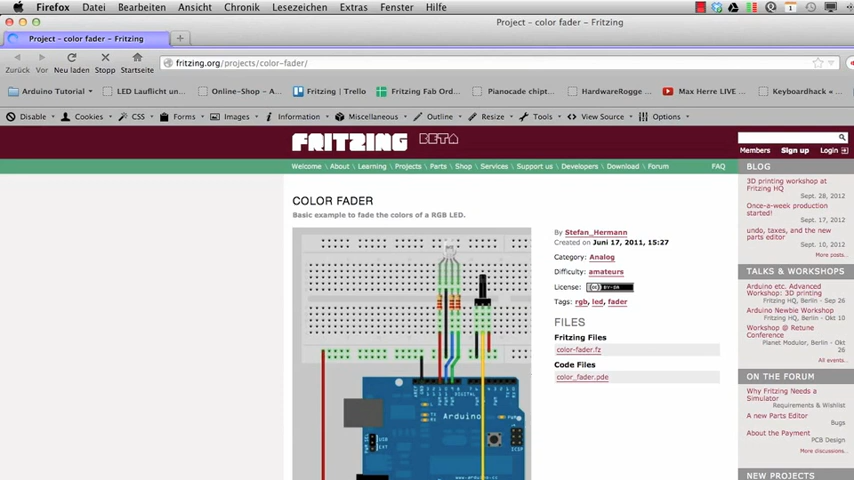 Firefox Datei Bearbeiten Ansicht Chronik Lesezeichen Extras Fenster Hilfe
Project - color fader - Fritzing
Project - color fader - Fritzing
Zurück Vor Neu laden Stopp Startseite
fritzing.org/projects/color-fader/
Arduino Tutorial LED Lauflicht un... Online-Shop – A... Fritzing | Trello Fritzing Fab Ord... Pianocade chipt... HardwareRogge ... Max Herre LIVE ... Keyboardhack «...
Disable Cookies CSS Forms Images Information Miscellaneous Outline Resize Tools View Source Options
FRITZING BETA
Members Sign up Login
Welcome About Learning Projects Parts Shop Services Support us Developers Download Forum FAQ
COLOR FADER
Basic example to fade the colors of a RGB LED.
By Stefan_Hermann
Created on Juni 17, 2011, 15:27
Category: Analog
Difficulty: amateurs
License:
Tags: rgb, led, fader
FILES
Fritzing Files
color-fader.fz
Code Files
color_fader.pde
DIGITAL
Arduino
USB
EXT
ICSP
BLOG
3D printing workshop at
Fritzing HQ
Sept. 28, 2012
Once-a-week production
started!
Sept. 17, 2012
undo, taxes, and the new
parts editor
Sept. 10, 2012
More posts...
TALKS & WORKSHOPS
Arduino etc. Advanced
Workshop: 3D printing
Fritzing HQ, Berlin - Okt 10
Arduino Newbie Workshop
Fritzing HQ, Berlin - Okt
26
Workshop @ Retune
Conference
Planet Modulor, Berlin - Okt
All events...
ON THE FORUM
Why Fritzing Needs a
Simulator
Requirements & Wishlist
A new Parts Editor
Bugs
About the Payment
PCB Design
More discussions...
NEW PROJECTS